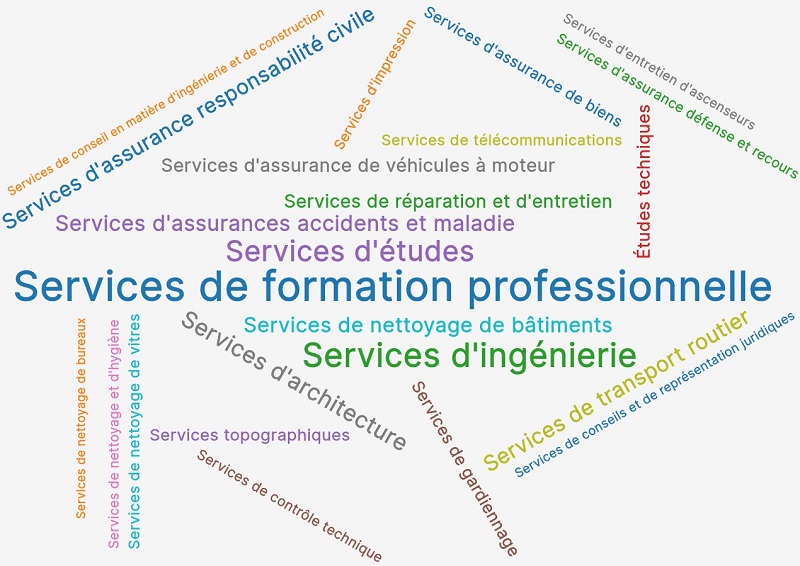 Services de conseil en matière d'ingénierie et de construction
Services d'assurance responsabilité civile
Services d'impression
Services d'assurance de biens
Services d'entretien d'ascenseurs
Services d'assurance défense et recours
Services de télécommunications
Études techniques
Services d'assurance de véhicules à moteur
Services de réparation et d'entretien
Services d'assurances accidents et maladie
Services d'études
Services de formation professionnelle
Services de nettoyage de bâtiments
Services d'ingénierie
Services d'architecture
Services de transport routier
Services de conseils et de représentation juridiques
Services de nettoyage de bureaux
Services de nettoyage et d'hygiène
Services de nettoyage de vitres
Services topographiques
Services de gardiennage
Services de contrôle technique